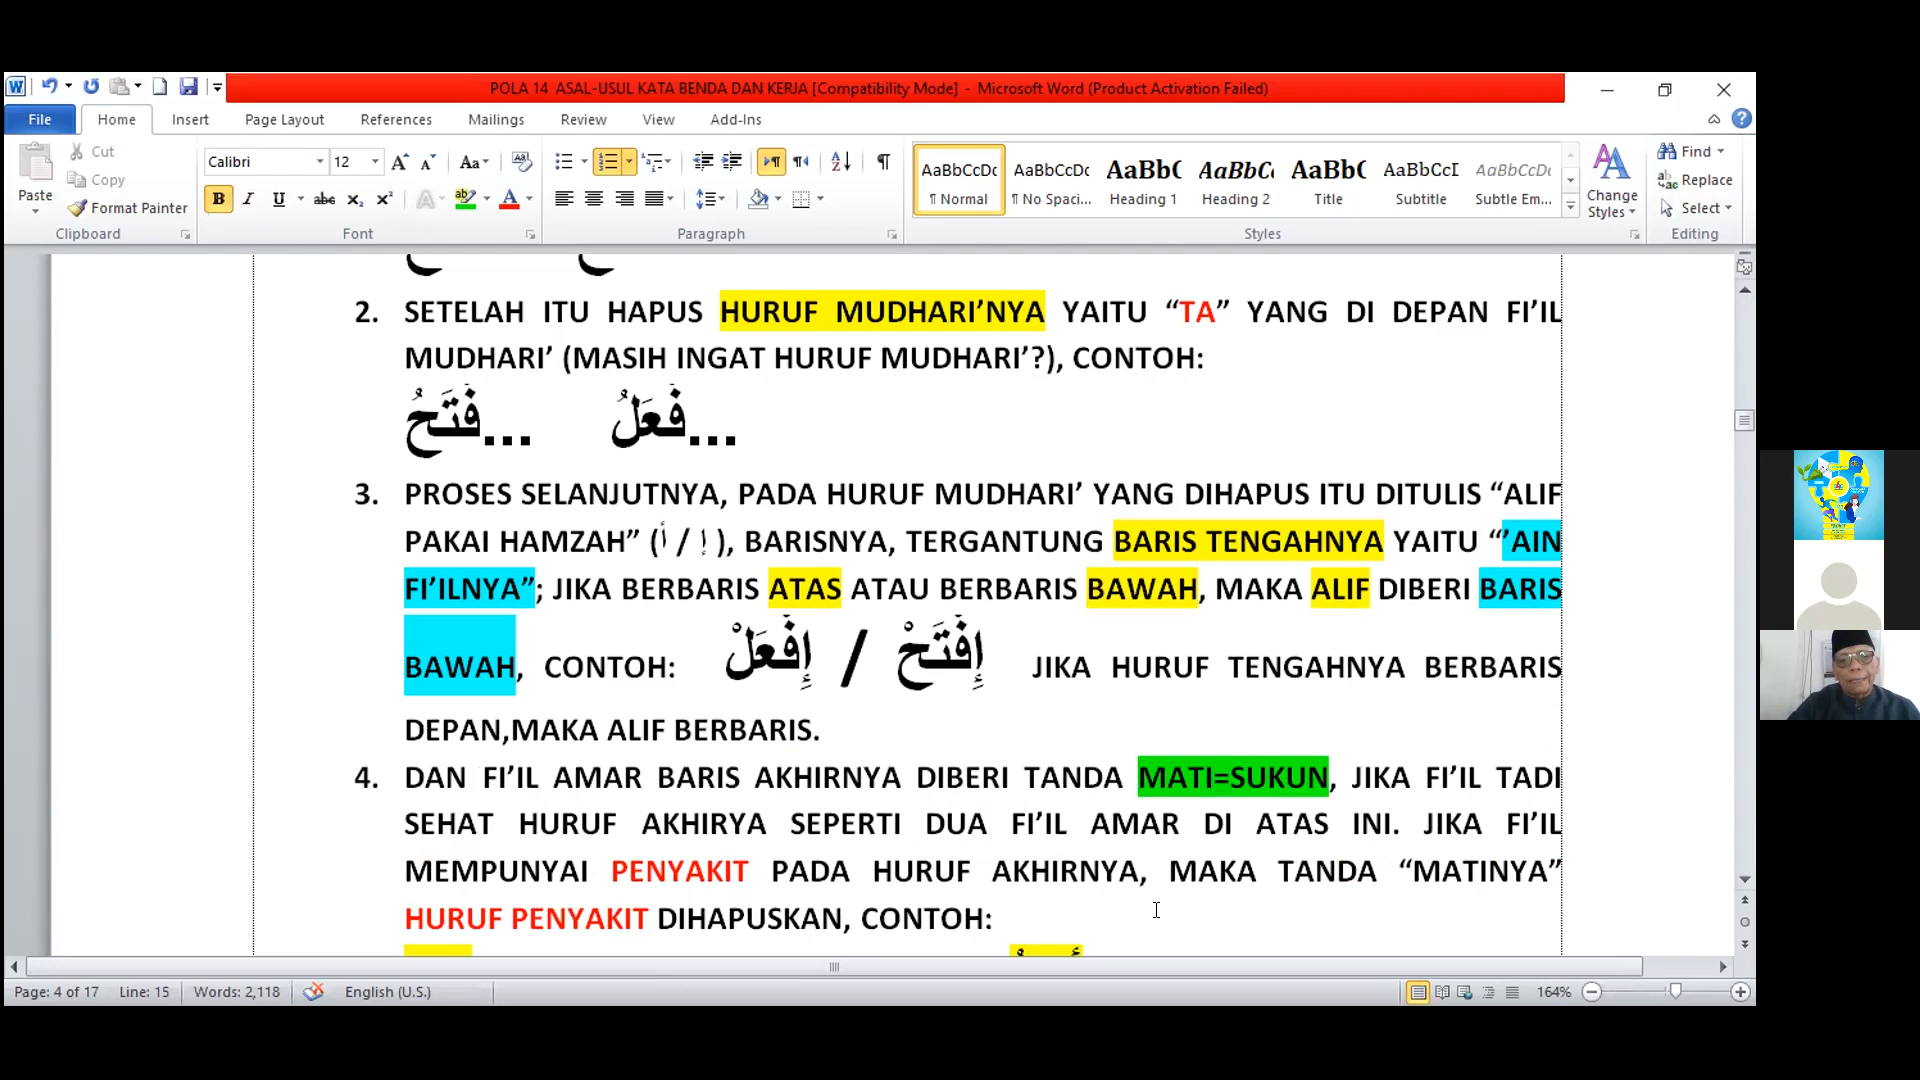 POLA 14  ASAL-USUL KATA BENDA DAN KERJA [Compatibility Mode]  -  Microsoft Word (Product Activation Failed)
File Home Insert Page Layout References Mailings Review View Add-Ins
Paste Cut Copy Format Painter
Calibri 12
AaBbCcDc AaBbCcDc AaBbC AaBbC AaBbC AaBbCcI AaBbCcDc
¶ Normal ¶ No Spaci... Heading 1 Heading 2 Title Subtitle Subtle Em...
Change Styles
Find Replace Select
Clipboard Font Paragraph Styles Editing
2. SETELAH ITU HAPUS HURUF MUDHARI’NYA YAITU “TA” YANG DI DEPAN FI’IL
MUDHARI’ (MASIH INGAT HURUF MUDHARI’?), CONTOH:
...فَتَحُ ...فَعَلُ
3. PROSES SELANJUTNYA, PADA HURUF MUDHARI’ YANG DIHAPUS ITU DITULIS “ALIF
PAKAI HAMZAH” (أ / إ ), BARISNYA, TERGANTUNG BARIS TENGAHNYA YAITU “’AIN
FI’ILNYA”; JIKA BERBARIS ATAS ATAU BERBARIS BAWAH, MAKA ALIF DIBERI BARIS
BAWAH, CONTOH: إِفْعَلْ / إِفْتَحْ JIKA HURUF TENGAHNYA BERBARIS
DEPAN,MAKA ALIF BERBARIS.
4. DAN FI’IL AMAR BARIS AKHIRNYA DIBERI TANDA MATI=SUKUN, JIKA FI’IL TADI
SEHAT HURUF AKHIRYA SEPERTI DUA FI’IL AMAR DI ATAS INI. JIKA FI’IL
MEMPUNYAI PENYAKIT PADA HURUF AKHIRNYA, MAKA TANDA “MATINYA”
HURUF PENYAKIT DIHAPUSKAN, CONTOH:
Page: 4 of 17 Line: 15 Words: 2,118 English (U.S.) 164%